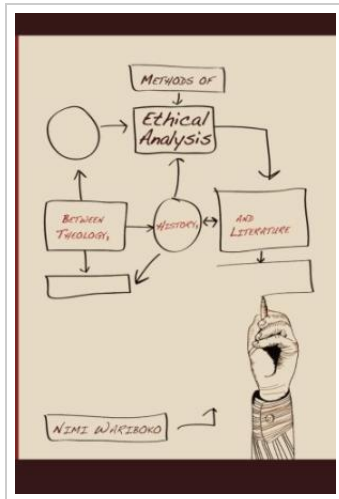 METHODS OF
Ethical
Analysis
BETWEEN
THEOLOGY,
HISTORY,
AND
LITERATURE
NIMI WARIBOKO